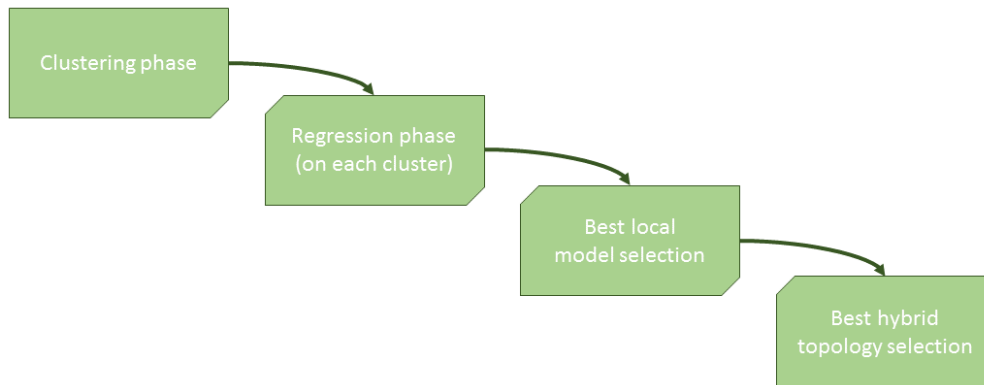 Clustering phase
Regression phase
(on each cluster)
Best local
model selection
Best hybrid
topology selection